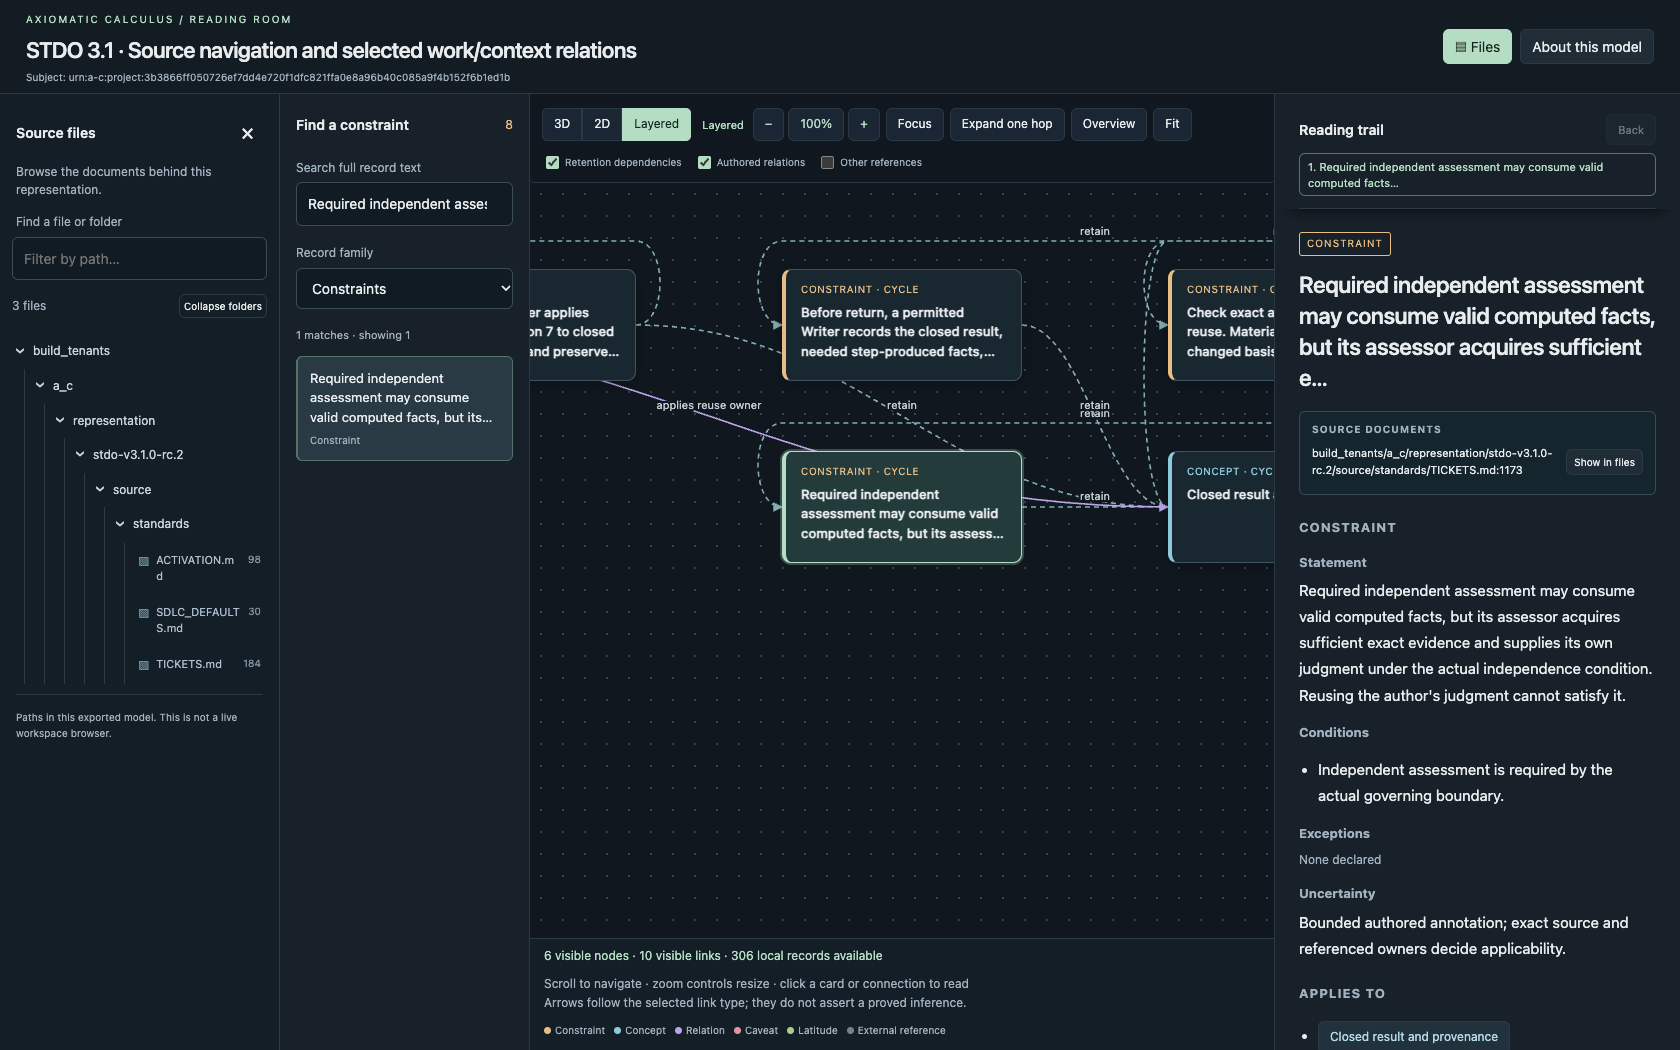 AXIOMATIC CALCULUS / READING ROOM
STDO 3.1 · Source navigation and selected work/context relations
Subject: urn:a-c:project:3b3866ff050726ef7dd4e720f1dfc821ffa0e8a96b40c085a9f4b152f6b1ed1b
Files
About this model
Source files
Browse the documents behind this
representation.
Find a file or folder
Filter by path...
3 files
Collapse folders
build_tenants
a_c
representation
stdo-v3.1.0-rc.2
source
standards
ACTIVATION.m
d
98
SDLC_DEFAULT
S.md
30
TICKETS.md
184
Paths in this exported model. This is not a live
workspace browser.
Find a constraint
8
Search full record text
Required independent asses
Record family
Constraints
1 matches · showing 1
Required independent
assessment may consume
valid computed facts, but its...
Constraint
3D
2D
Layered
Layered
−
100%
+
Focus
Expand one hop
Overview
Fit
Retention dependencies
Authored relations
Other references
retain
er applies
on 7 to closed
and preserve...
CONSTRAINT · CYCLE
Before return, a permitted
Writer records the closed result,
needed step-produced facts,...
CONSTRAINT · C
Check exact a
reuse. Materia
changed basis
applies reuse owner
retain
retain
retain
CONSTRAINT · CYCLE
Required independent
assessment may consume valid
computed facts, but its assess...
retain
CONCEPT · CYC
Closed result
6 visible nodes · 10 visible links · 306 local records available
Scroll to navigate · zoom controls resize · click a card or connection to read
Arrows follow the selected link type; they do not assert a proved inference.
Constraint
Concept
Relation
Caveat
Latitude
External reference
Reading trail
Back
1. Required independent assessment may consume valid
computed facts...
CONSTRAINT
Required independent assessment
may consume valid computed facts,
but its assessor acquires sufficient
e...
SOURCE DOCUMENTS
build_tenants/a_c/representation/stdo-v3.1.0-
rc.2/source/standards/TICKETS.md:1173
Show in files
CONSTRAINT
Statement
Required independent assessment may consume
valid computed facts, but its assessor acquires
sufficient exact evidence and supplies its own
judgment under the actual independence condition.
Reusing the author's judgment cannot satisfy it.
Conditions
• Independent assessment is required by the
actual governing boundary.
Exceptions
None declared
Uncertainty
Bounded authored annotation; exact source and
referenced owners decide applicability.
APPLIES TO
• Closed result and provenance